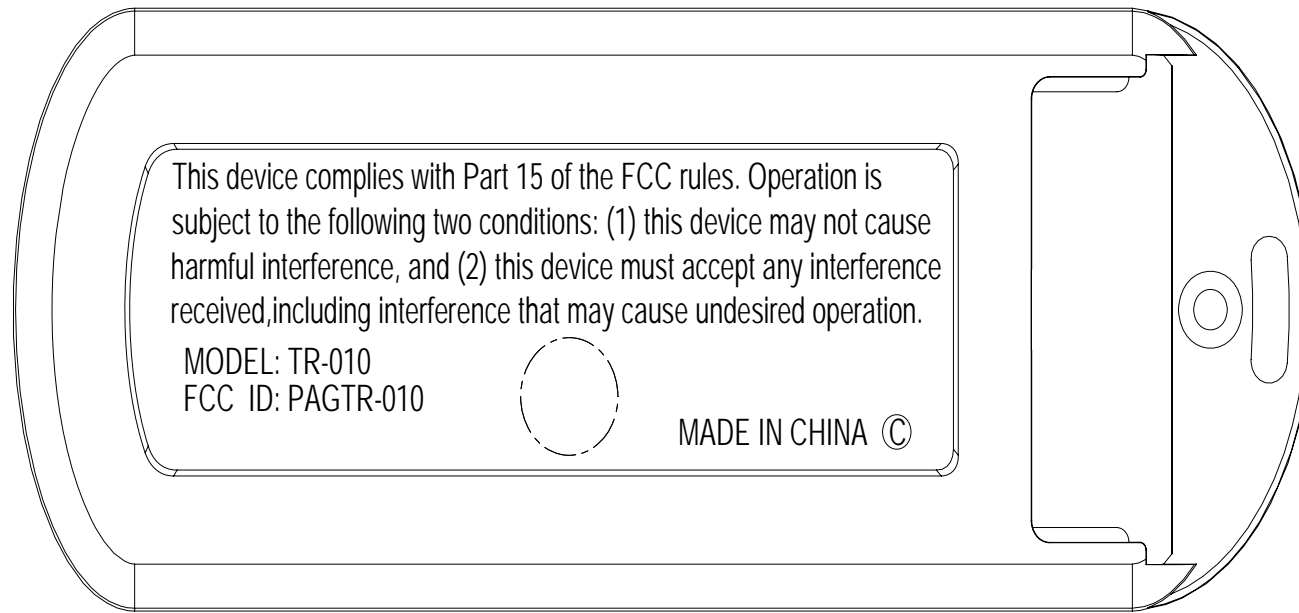 This device complies with Part 15 of the FCC rules. Operation is
subject to the following two conditions: (1) this device may not cause
harmful interference, and (2) this device must accept any interference
received,including interference that may cause undesired operation.
MODEL: TR-010
FCC ID: PAGTR-010
MADE IN CHINA Ⓒ